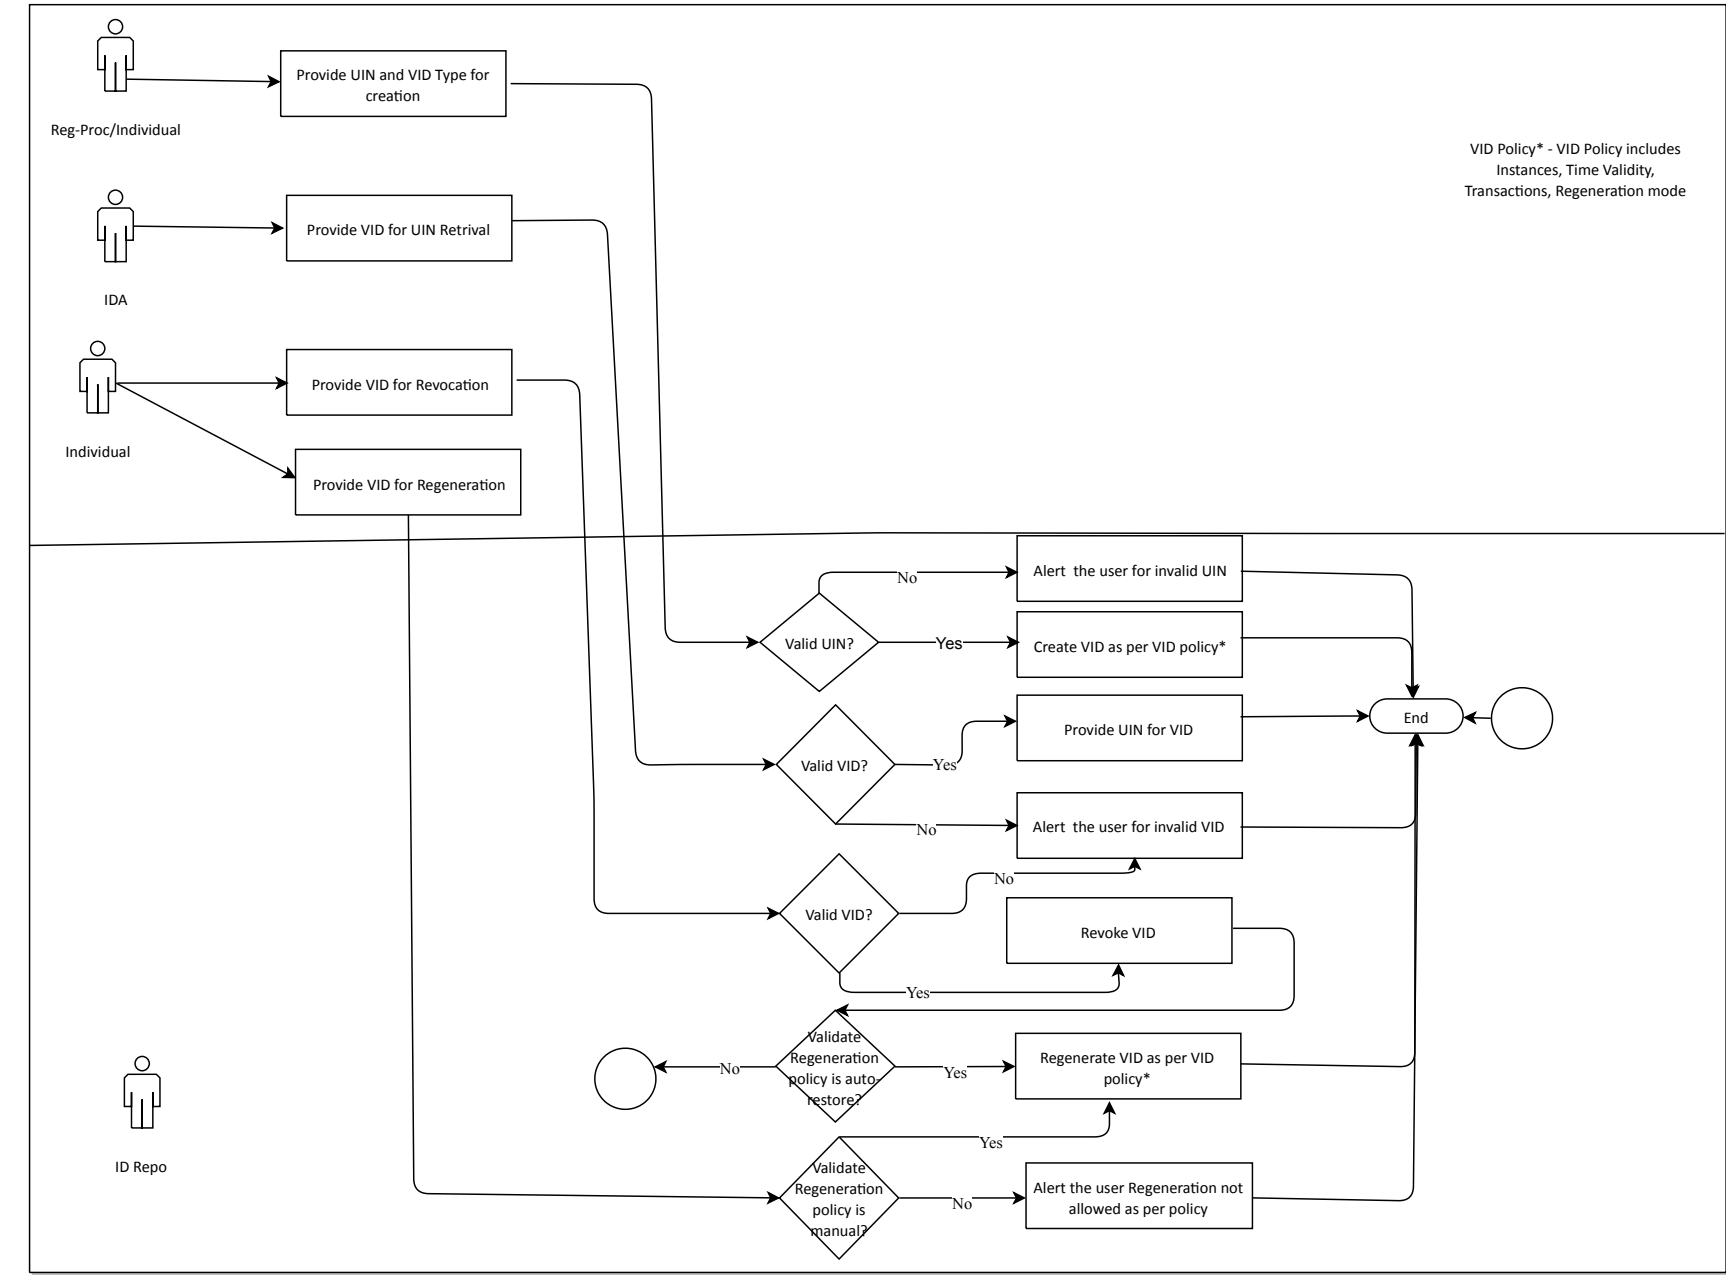 Provide UIN and VID Type for
creation
Reg-Proc/Individual
VID Policy* - VID Policy includes
Instances, Time Validity,
Transactions, Regeneration mode
Provide VID for UIN Retrival
IDA
Provide VID for Revocation
Individual
Provide VID for Regeneration
No
Alert  the user for invalid UIN
Valid UIN?
Yes
Create VID as per VID policy*
End
Provide UIN for VID
Valid VID?
Yes
No
Alert  the user for invalid VID
No
Valid VID?
Revoke VID
Yes
Validate
Regeneration
policy is auto-
restore?
No
Yes
Regenerate VID as per VID
policy*
Yes
ID Repo
Validate
Regeneration
policy is
manual?
No
Alert the user Regeneration not
allowed as per policy